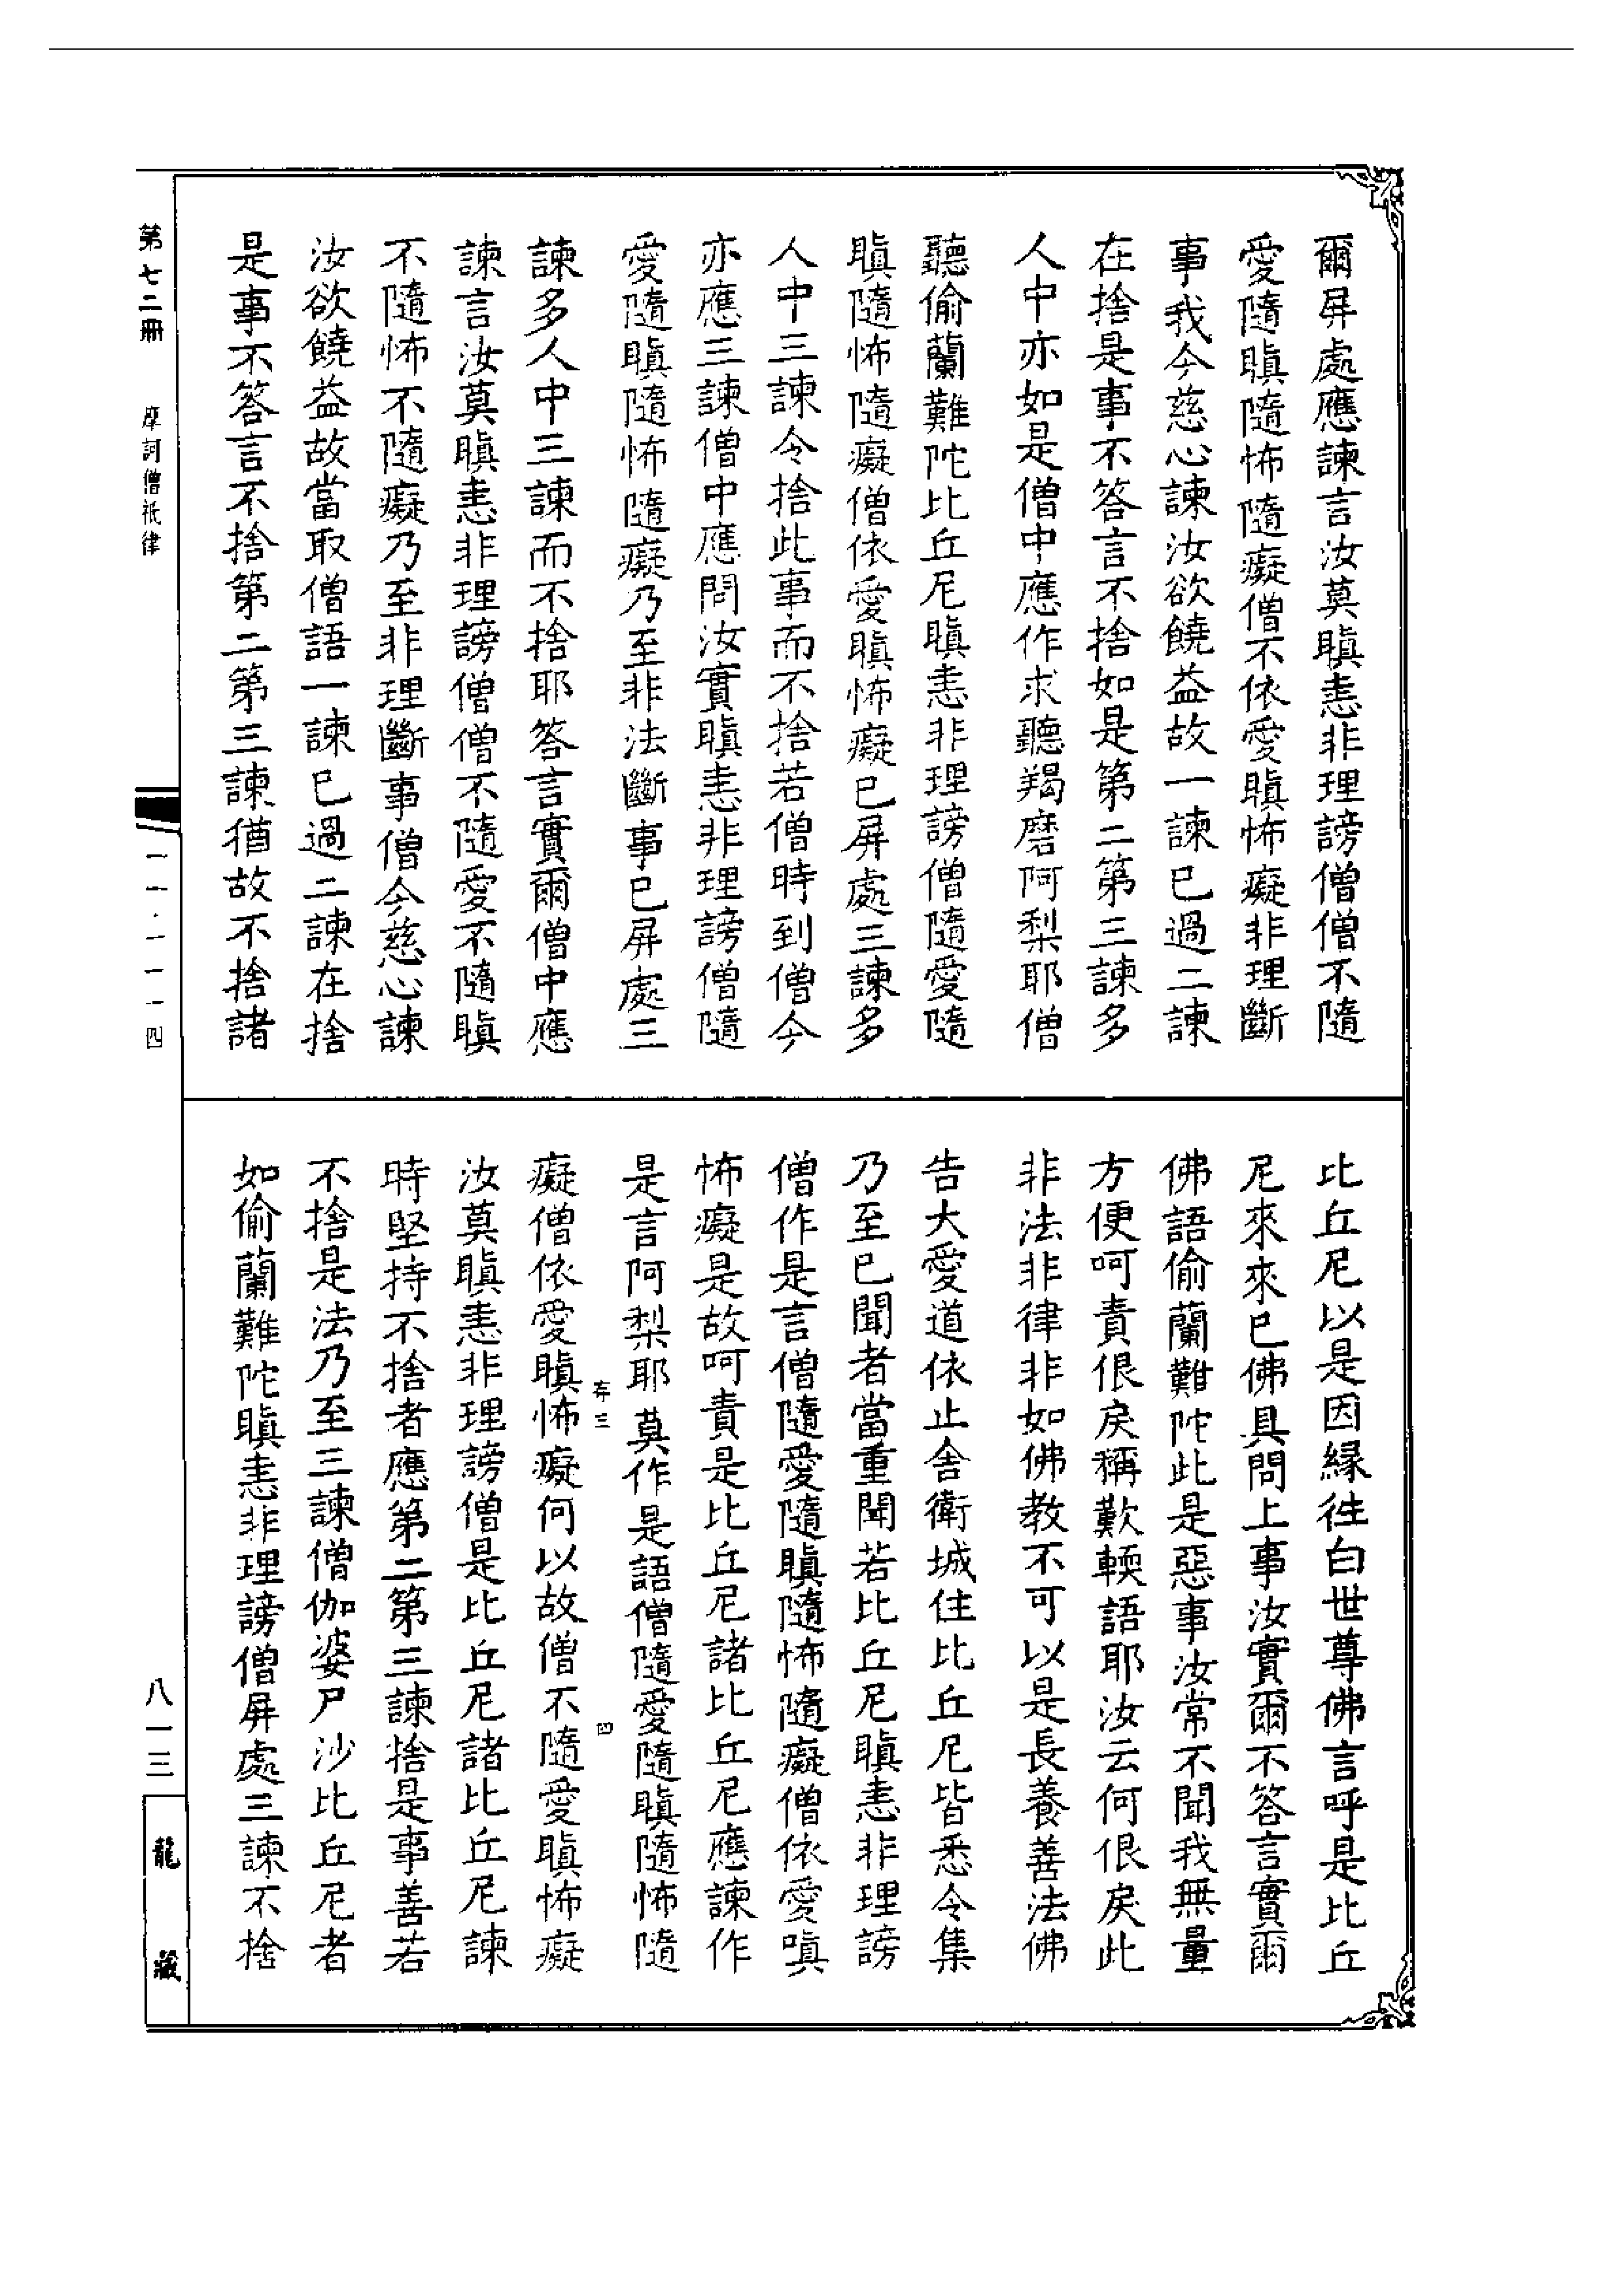 爾屏處應諫言汝莫瞋恚非理謗僧僧不隨
愛隨瞋隨怖隨癡僧不依愛瞋怖癡非理斷
事我今慈心諫汝欲饒益故一諫已過二諫
在捨是事不答言不捨如是第二第三諫多
人中亦如是僧中應作求聽羯磨阿梨耶僧
聽偷蘭難陀比丘尼瞋恚非理謗僧隨愛隨
瞋隨怖隨癡僧依愛瞋怖癡已屏處三諫多
人中三諫令捨此事而不捨若僧時到僧今
亦應三諫僧中應問汝實瞋恚非理謗僧隨
愛隨瞋隨怖隨癡乃至非法斷事已屏處三
諫多人中三諫而不捨耶答言實爾僧中應
諫言汝莫瞋恚非理謗僧僧不隨愛不隨瞋
不隨怖不隨癡乃至非理斷事僧今慈心諫
汝欲饒益故當取僧語一諫已過二諫在捨
是事不答言不捨第二第三諫猶故不捨諸
比丘尼以是因緣往白世尊佛言呼是比丘
尼來來已佛具問上事汝實爾不答言實爾
佛語偷蘭難陀此是惡事汝常不聞我無量
方便呵責佷戾稱歎輭語耶汝云何佷戾此
非法非律非如佛教不可以是長養善法佛
告大愛道依止舍衛城住比丘尼皆悉令集
乃至已聞者當重聞若比丘尼瞋恚非理謗
僧作是言僧隨愛隨瞋隨怖隨癡僧依愛嗔
怖癡是故呵責是比丘尼諸比丘尼應諫作
是言阿梨耶莫作是語僧隨愛隨瞋隨怖隨
存三 四
癡僧依愛瞋怖癡何以故僧不隨愛瞋怖癡
汝莫瞋恚非理謗僧是比丘尼諸比丘尼諫
時堅持不捨者應第二第三諫捨是事善若
不捨是法乃至三諫僧伽婆尸沙比丘尼者
如偷蘭難陀瞋恚非理謗僧屏處三諫不捨
第七二冊 摩訶僧祇律 一一·一一一四 八一三 龍藏